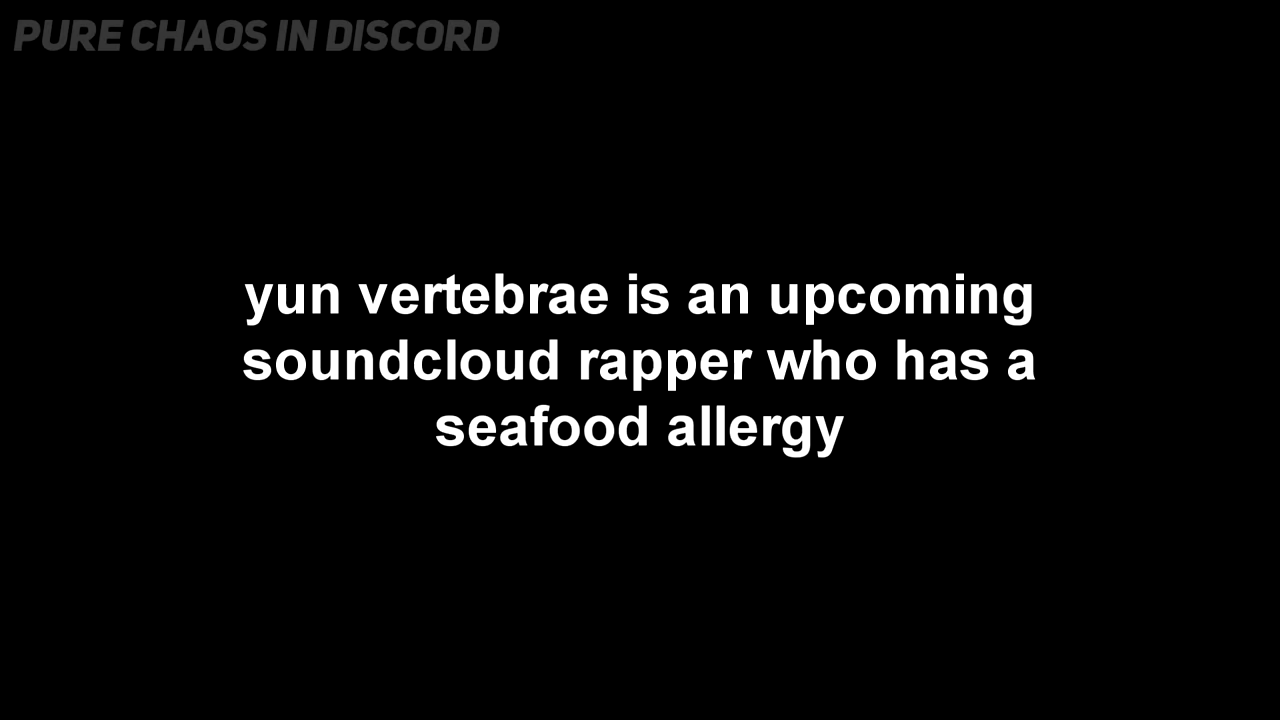 PURE CHAOS IN DISCORD
yun vertebrae is an upcoming
soundcloud rapper who has a
seafood allergy